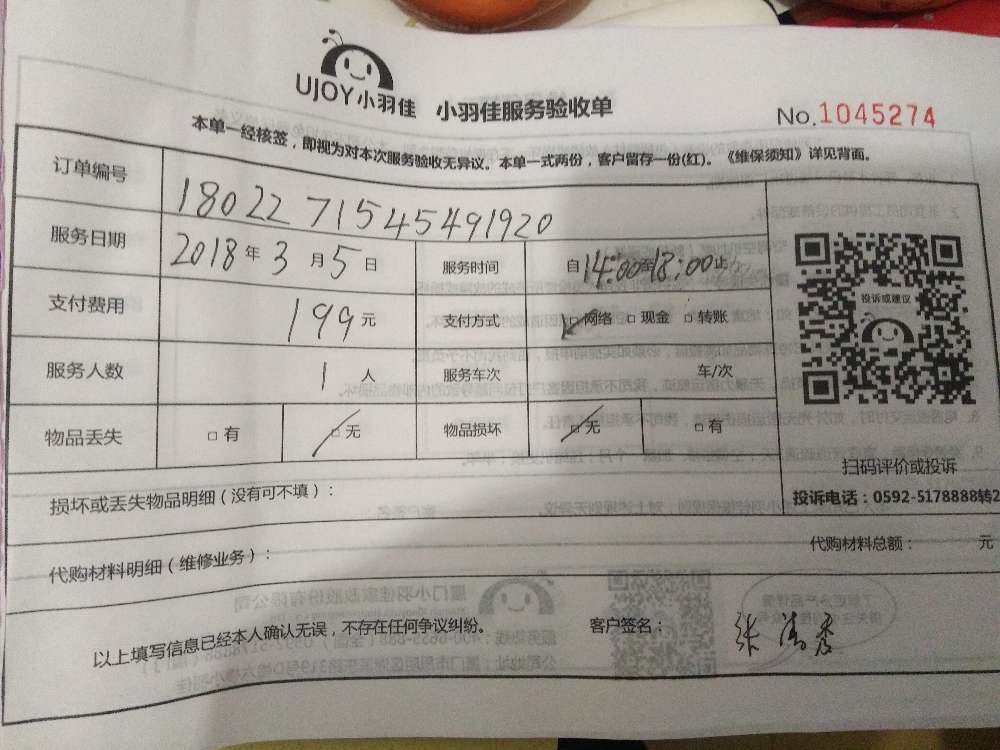 UJOY小羽佳 小羽佳服务验收单 No.1045274
本单一经核签，即视为对本次服务验收无异议。本单一式两份，客户留存一份(红)。《维保须知》详见背面。
订单编号 180227154549 1920
服务日期 2018年3月5日 服务时间 自14:00至18:00止
投诉或建议
支付费用 199元 支付方式 □网络 □现金 □转账
服务人数 1人 服务车次 车/次
物品丢失 □有 □无 物品损坏 □无 □有
扫码评价或投诉
损坏或丢失物品明细（没有可不填）： 投诉电话：0592-5178888转2
代购材料明细（维修业务）： 代购材料总额： 元
以上填写信息已经本人确认无误，不存在任何争议纠纷。 客户签名： 张清秀